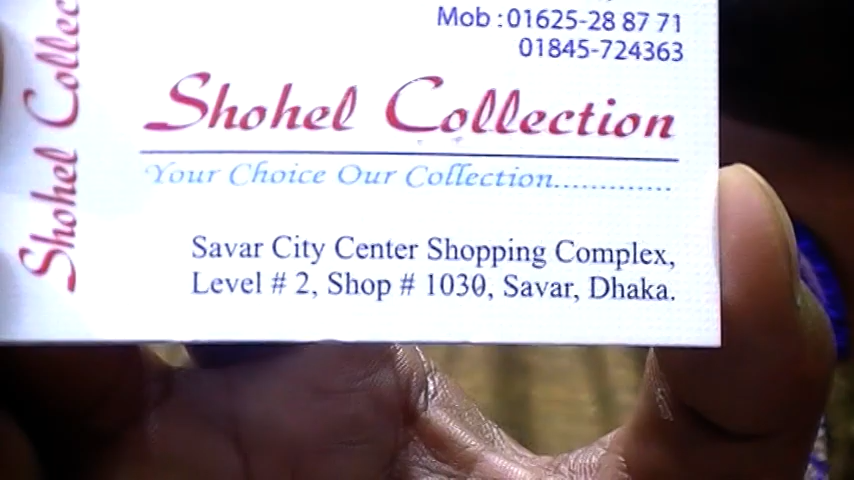 Mob : 01625-28 87 71
01845-724363
Shohel Collection
Your Choice Our Collection.............
Savar City Center Shopping Complex,
Level # 2, Shop # 1030, Savar, Dhaka.
Shohel Collec